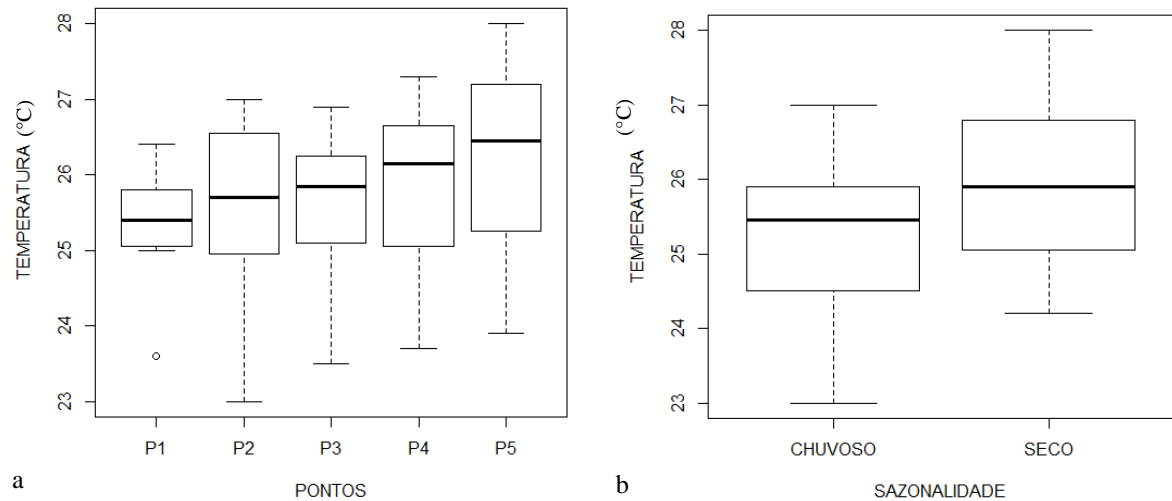 TEMPERATURA (°C)
28
27
26
25
24
23
P1 P2 P3 P4 P5
PONTOS
a
TEMPERATURA (°C)
28
27
26
25
24
23
CHUVOSO SECO
SAZONALIDADE
b